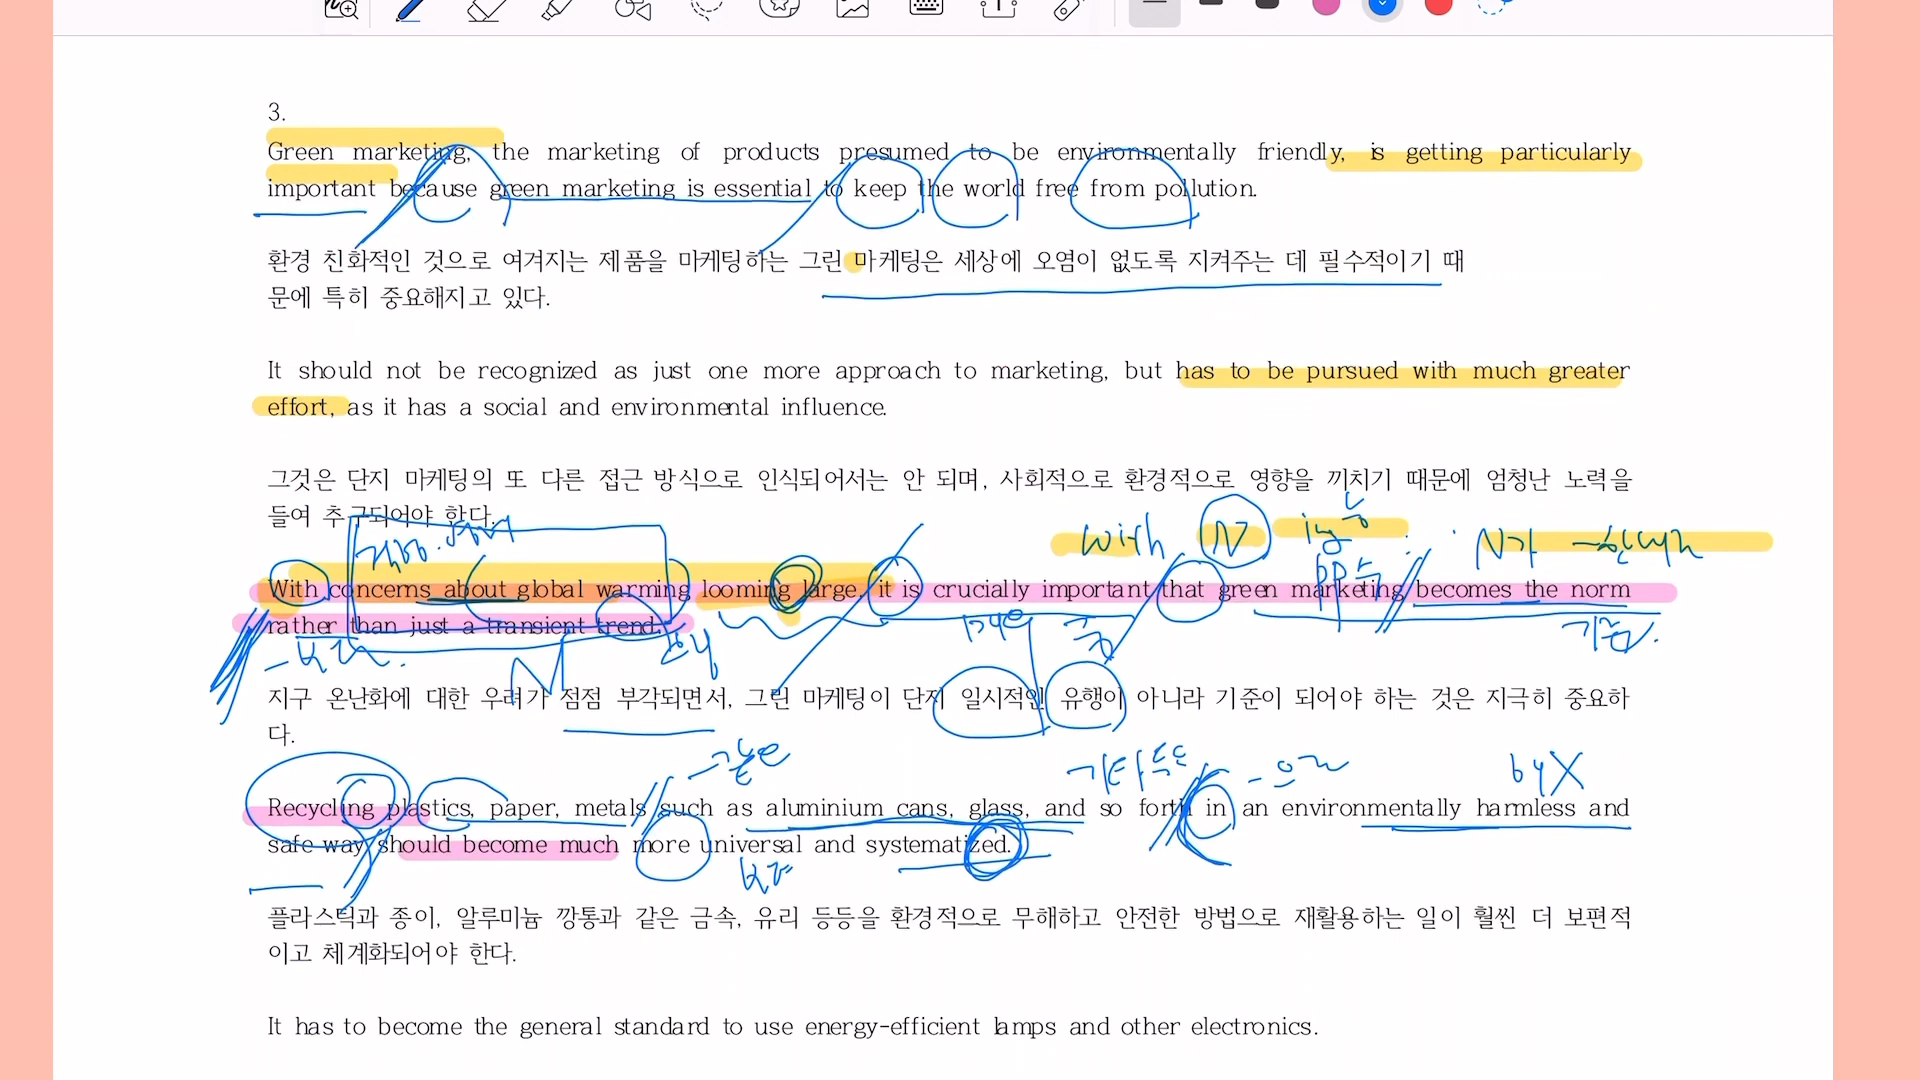 3.
Green marketing, the marketing of products presumed to be environmentally friendly, is getting particularly
important because green marketing is essential to keep the world free from pollution.
환경 친화적인 것으로 여겨지는 제품을 마케팅하는 그린 마케팅은 세상에 오염이 없도록 지켜주는 데 필수적이기 때
문에 특히 중요해지고 있다.
It should not be recognized as just one more approach to marketing, but has to be pursued with much greater
effort, as it has a social and environmental influence.
그것은 단지 마케팅의 또 다른 접근 방식으로 인식되어서는 안 되며, 사회적으로 환경적으로 영향을 끼치기 때문에 엄청난 노력을
들여 추구되어야 한다.
with N ing 능
pp 수
With concerns about global warming looming large, it is crucially important that green marketing becomes the norm
rather than just a transient trend.
기준
N
지구 온난화에 대한 우려가 점점 부각되면서, 그린 마케팅이 단지 일시적인 유행이 아니라 기준이 되어야 하는 것은 지극히 중요하
다.
by X
Recycling plastics, paper, metals such as aluminium cans, glass, and so forth in an environmentally harmless and
safe way should become much more universal and systematized.
플라스틱과 종이, 알루미늄 깡통과 같은 금속, 유리 등등을 환경적으로 무해하고 안전한 방법으로 재활용하는 일이 훨씬 더 보편적
이고 체계화되어야 한다.
It has to become the general standard to use energy-efficient lamps and other electronics.